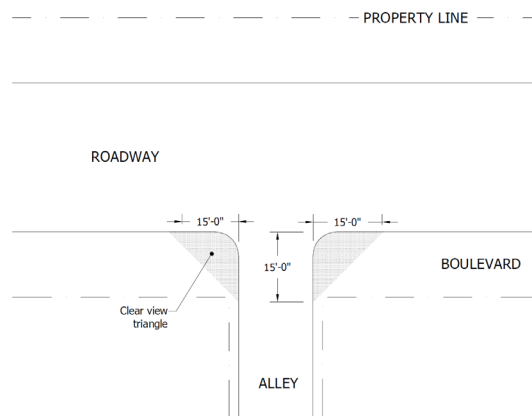 PROPERTY LINE
ROADWAY
15'-0" 15'-0"
15'-0"
BOULEVARD
Clear view
triangle
ALLEY